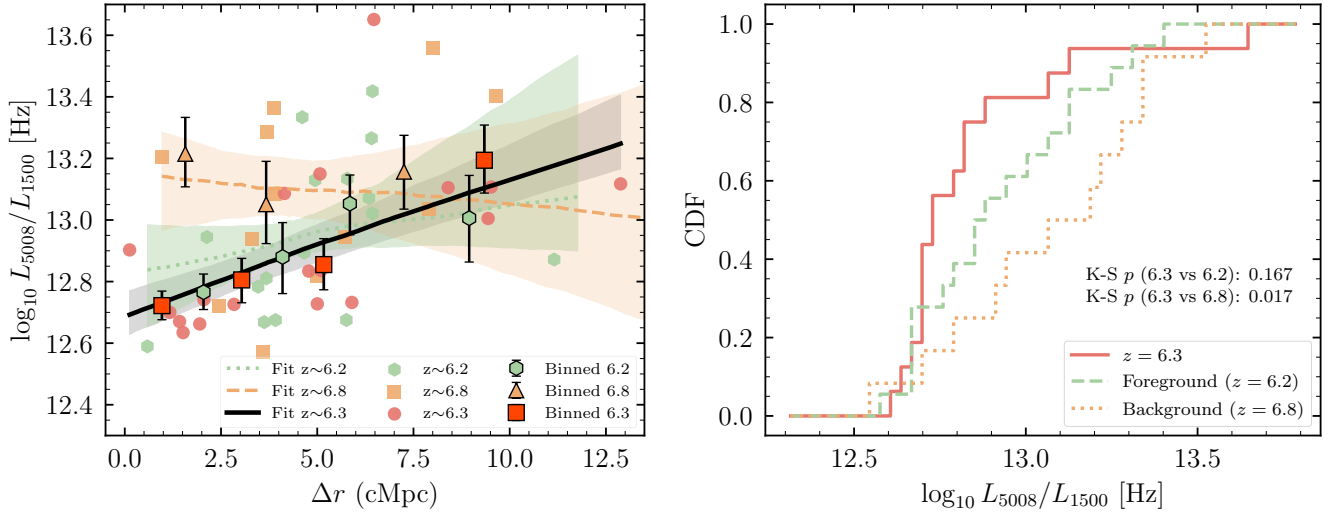 log₁₀ L₅₀₀₈/L₁₅₀₀ [Hz]
13.6
13.4
13.2
13.0
12.8
12.6
12.4
Fit z~6.2
Fit z~6.8
Fit z~6.3
z~6.2
z~6.8
z~6.3
Binned 6.2
Binned 6.8
Binned 6.3
0.0 2.5 5.0 7.5 10.0 12.5
Δr (cMpc)
CDF
1.0
0.8
0.6
0.4
0.2
0.0
K-S p (6.3 vs 6.2): 0.167
K-S p (6.3 vs 6.8): 0.017
z = 6.3
Foreground (z = 6.2)
Background (z = 6.8)
12.5 13.0 13.5
log₁₀ L₅₀₀₈/L₁₅₀₀ [Hz]